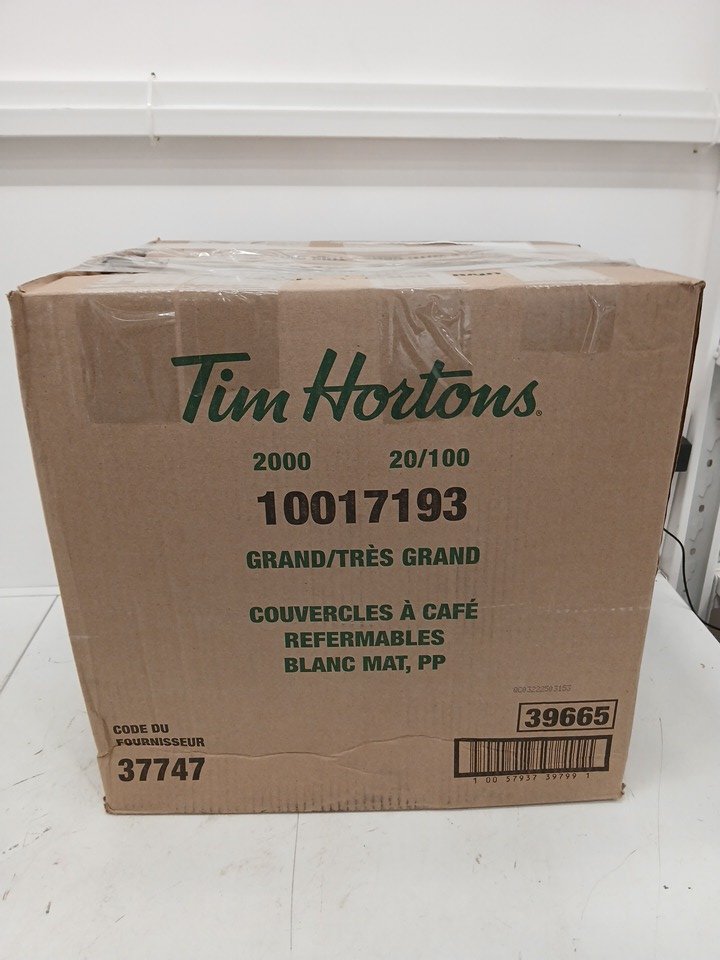 Tim Hortons®
2000 20/100
10017193
GRAND/TRÈS GRAND
COUVERCLES À CAFÉ
REFERMABLES
BLANC MAT, PP
QC03222503153
CODE DU
FOURNISSEUR
37747
39665
1 00 57937 39799 1